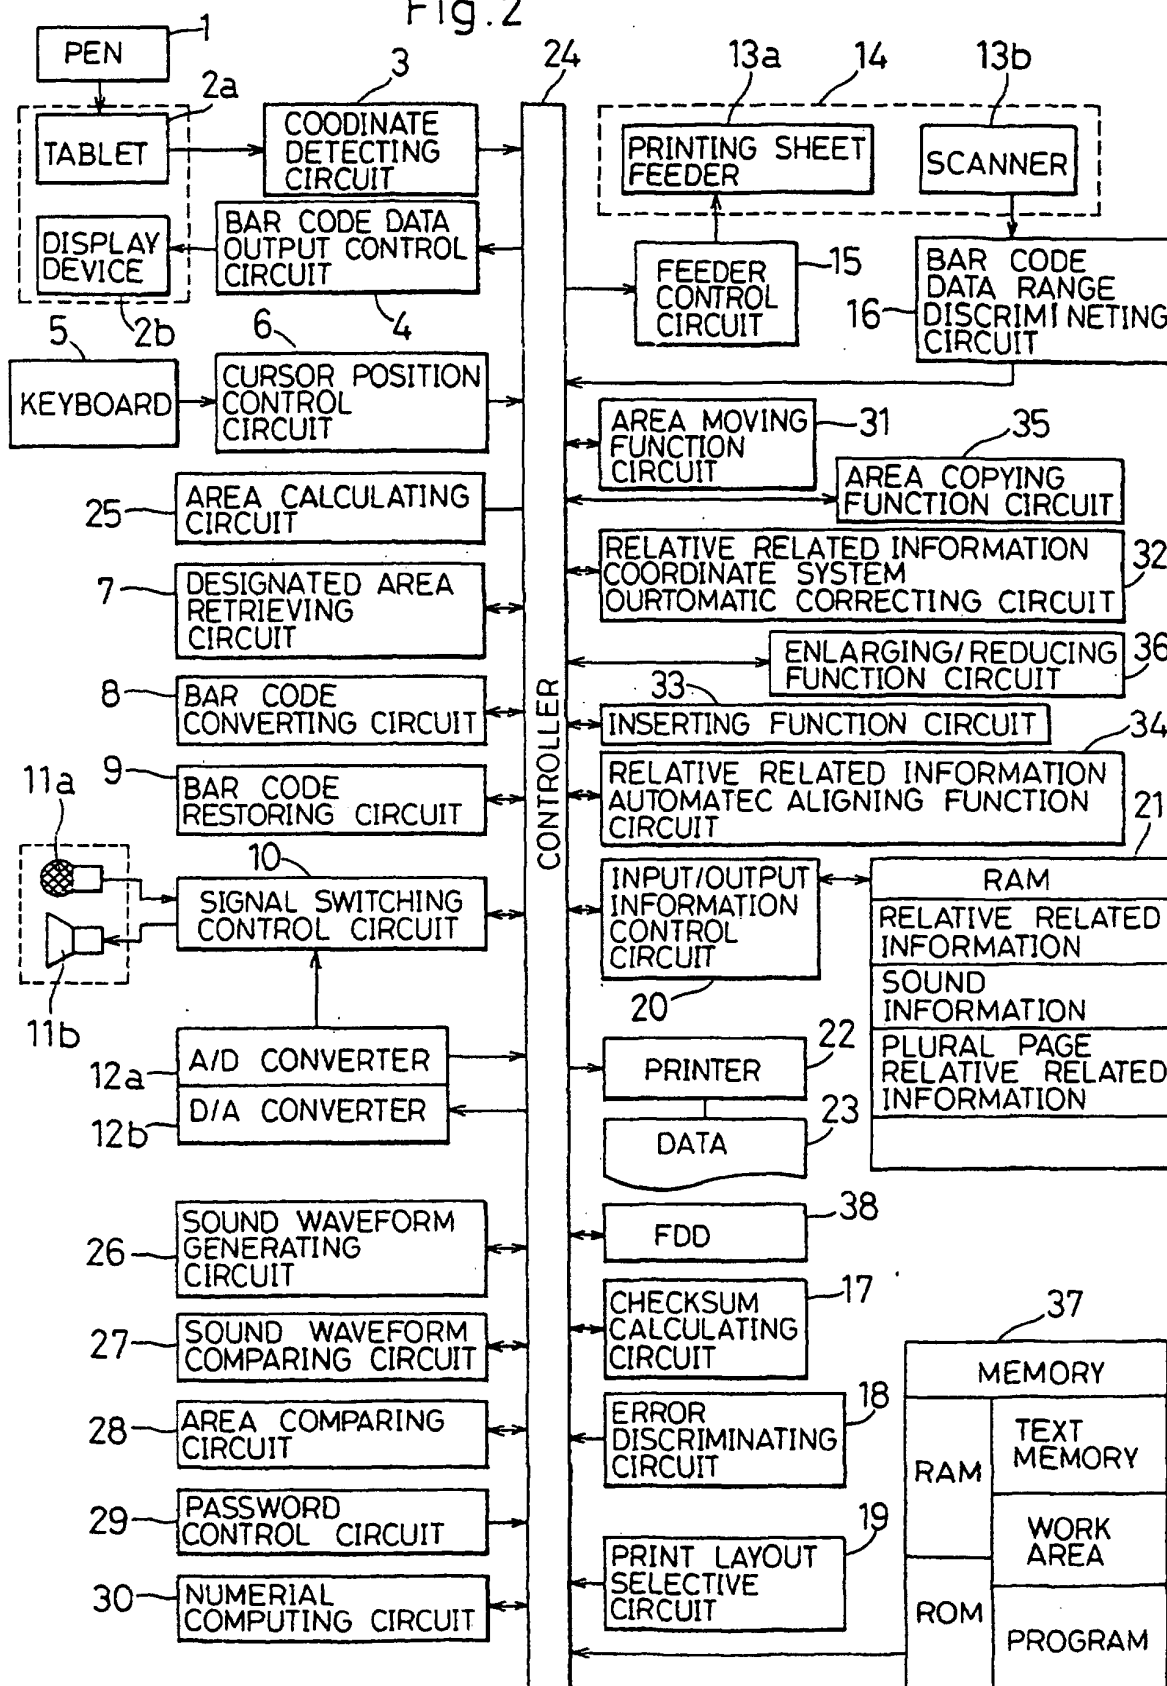 Fig.2
1
PEN
2a
TABLET
3
COODINATE
DETECTING
CIRCUIT
24
13a
14
13b
PRINTING SHEET
FEEDER
SCANNER
DISPLAY
DEVICE
2b
BAR CODE DATA
OUTPUT CONTROL
CIRCUIT
4
FEEDER
CONTROL
CIRCUIT
15
BAR CODE
DATA RANGE
DISCRIMINETING
CIRCUIT
16
5
KEYBOARD
6
CURSOR POSITION
CONTROL
CIRCUIT
AREA MOVING
FUNCTION
CIRCUIT
31
35
AREA COPYING
FUNCTION CIRCUIT
25
AREA CALCULATING
CIRCUIT
RELATIVE RELATED INFORMATION
COORDINATE SYSTEM
OURTOMATIC CORRECTING CIRCUIT
32
7
DESIGNATED AREA
RETRIEVING
CIRCUIT
ENLARGING/REDUCING
FUNCTION CIRCUIT
36
8
BAR CODE
CONVERTING CIRCUIT
33
INSERTING FUNCTION CIRCUIT
34
CONTROLLER
9
BAR CODE
RESTORING CIRCUIT
RELATIVE RELATED INFORMATION
AUTOMATEC ALIGNING FUNCTION
CIRCUIT
21
11a
11b
10
SIGNAL SWITCHING
CONTROL CIRCUIT
INPUT/OUTPUT
INFORMATION
CONTROL
CIRCUIT
20
RAM
RELATIVE RELATED
INFORMATION
SOUND
INFORMATION
PLURAL PAGE
RELATIVE RELATED
INFORMATION
12a
A/D CONVERTER
12b
D/A CONVERTER
PRINTER
22
DATA
23
26
SOUND WAVEFORM
GENERATING
CIRCUIT
FDD
38
27
SOUND WAVEFORM
COMPARING CIRCUIT
CHECKSUM
CALCULATING
CIRCUIT
17
37
MEMORY
RAM
TEXT
MEMORY
WORK
AREA
ROM
PROGRAM
28
AREA COMPARING
CIRCUIT
ERROR
DISCRIMINATING
CIRCUIT
18
29
PASSWORD
CONTROL CIRCUIT
19
PRINT LAYOUT
SELECTIVE
CIRCUIT
30
NUMERIAL
COMPUTING CIRCUIT